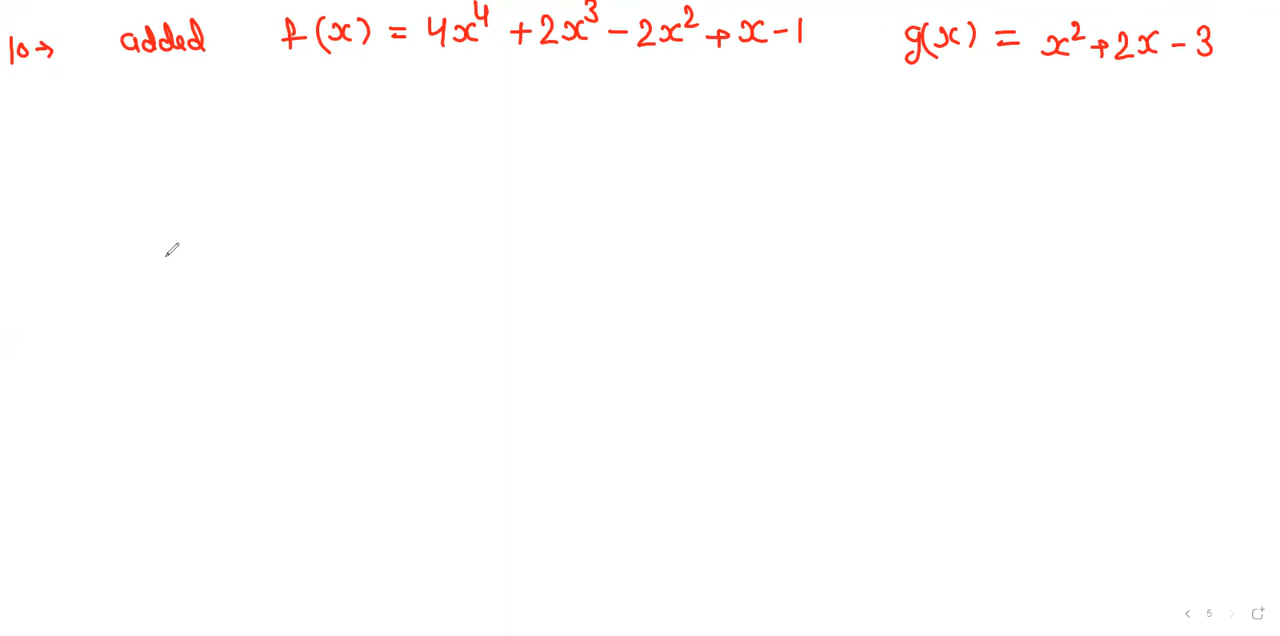 10→ added f(x) = 4x⁴ + 2x³ - 2x² + x - 1 g(x) = x² + 2x - 3
5